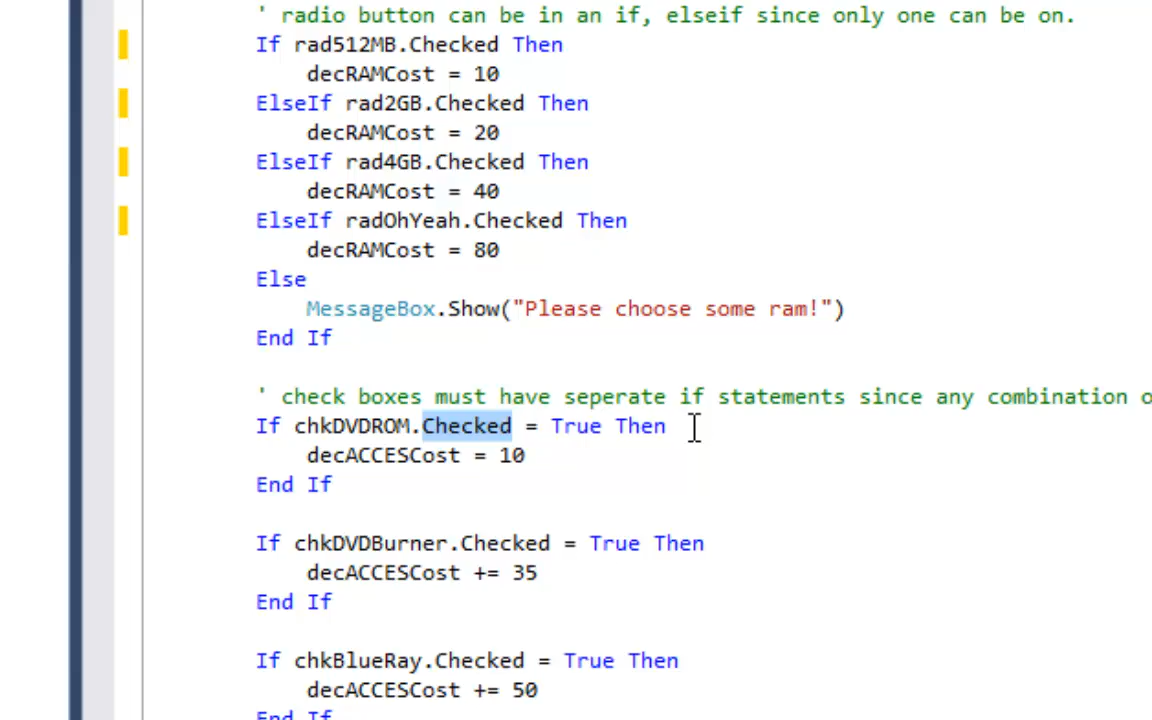 ' radio button can be in an if, elseif since only one can be on.
If rad512MB.Checked Then
decRAMCost = 10
ElseIf rad2GB.Checked Then
decRAMCost = 20
ElseIf rad4GB.Checked Then
decRAMCost = 40
ElseIf radOhYeah.Checked Then
decRAMCost = 80
Else
MessageBox.Show("Please choose some ram!")
End If
' check boxes must have seperate if statements since any combination
If chkDVDROM.Checked = True Then
decACCESCost = 10
End If
If chkDVDBurner.Checked = True Then
decACCESCost += 35
End If
If chkBlueRay.Checked = True Then
decACCESCost += 50
End If